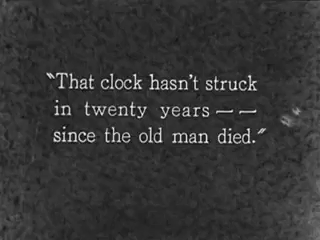 "That clock hasn't struck
in twenty years — —
since the old man died."